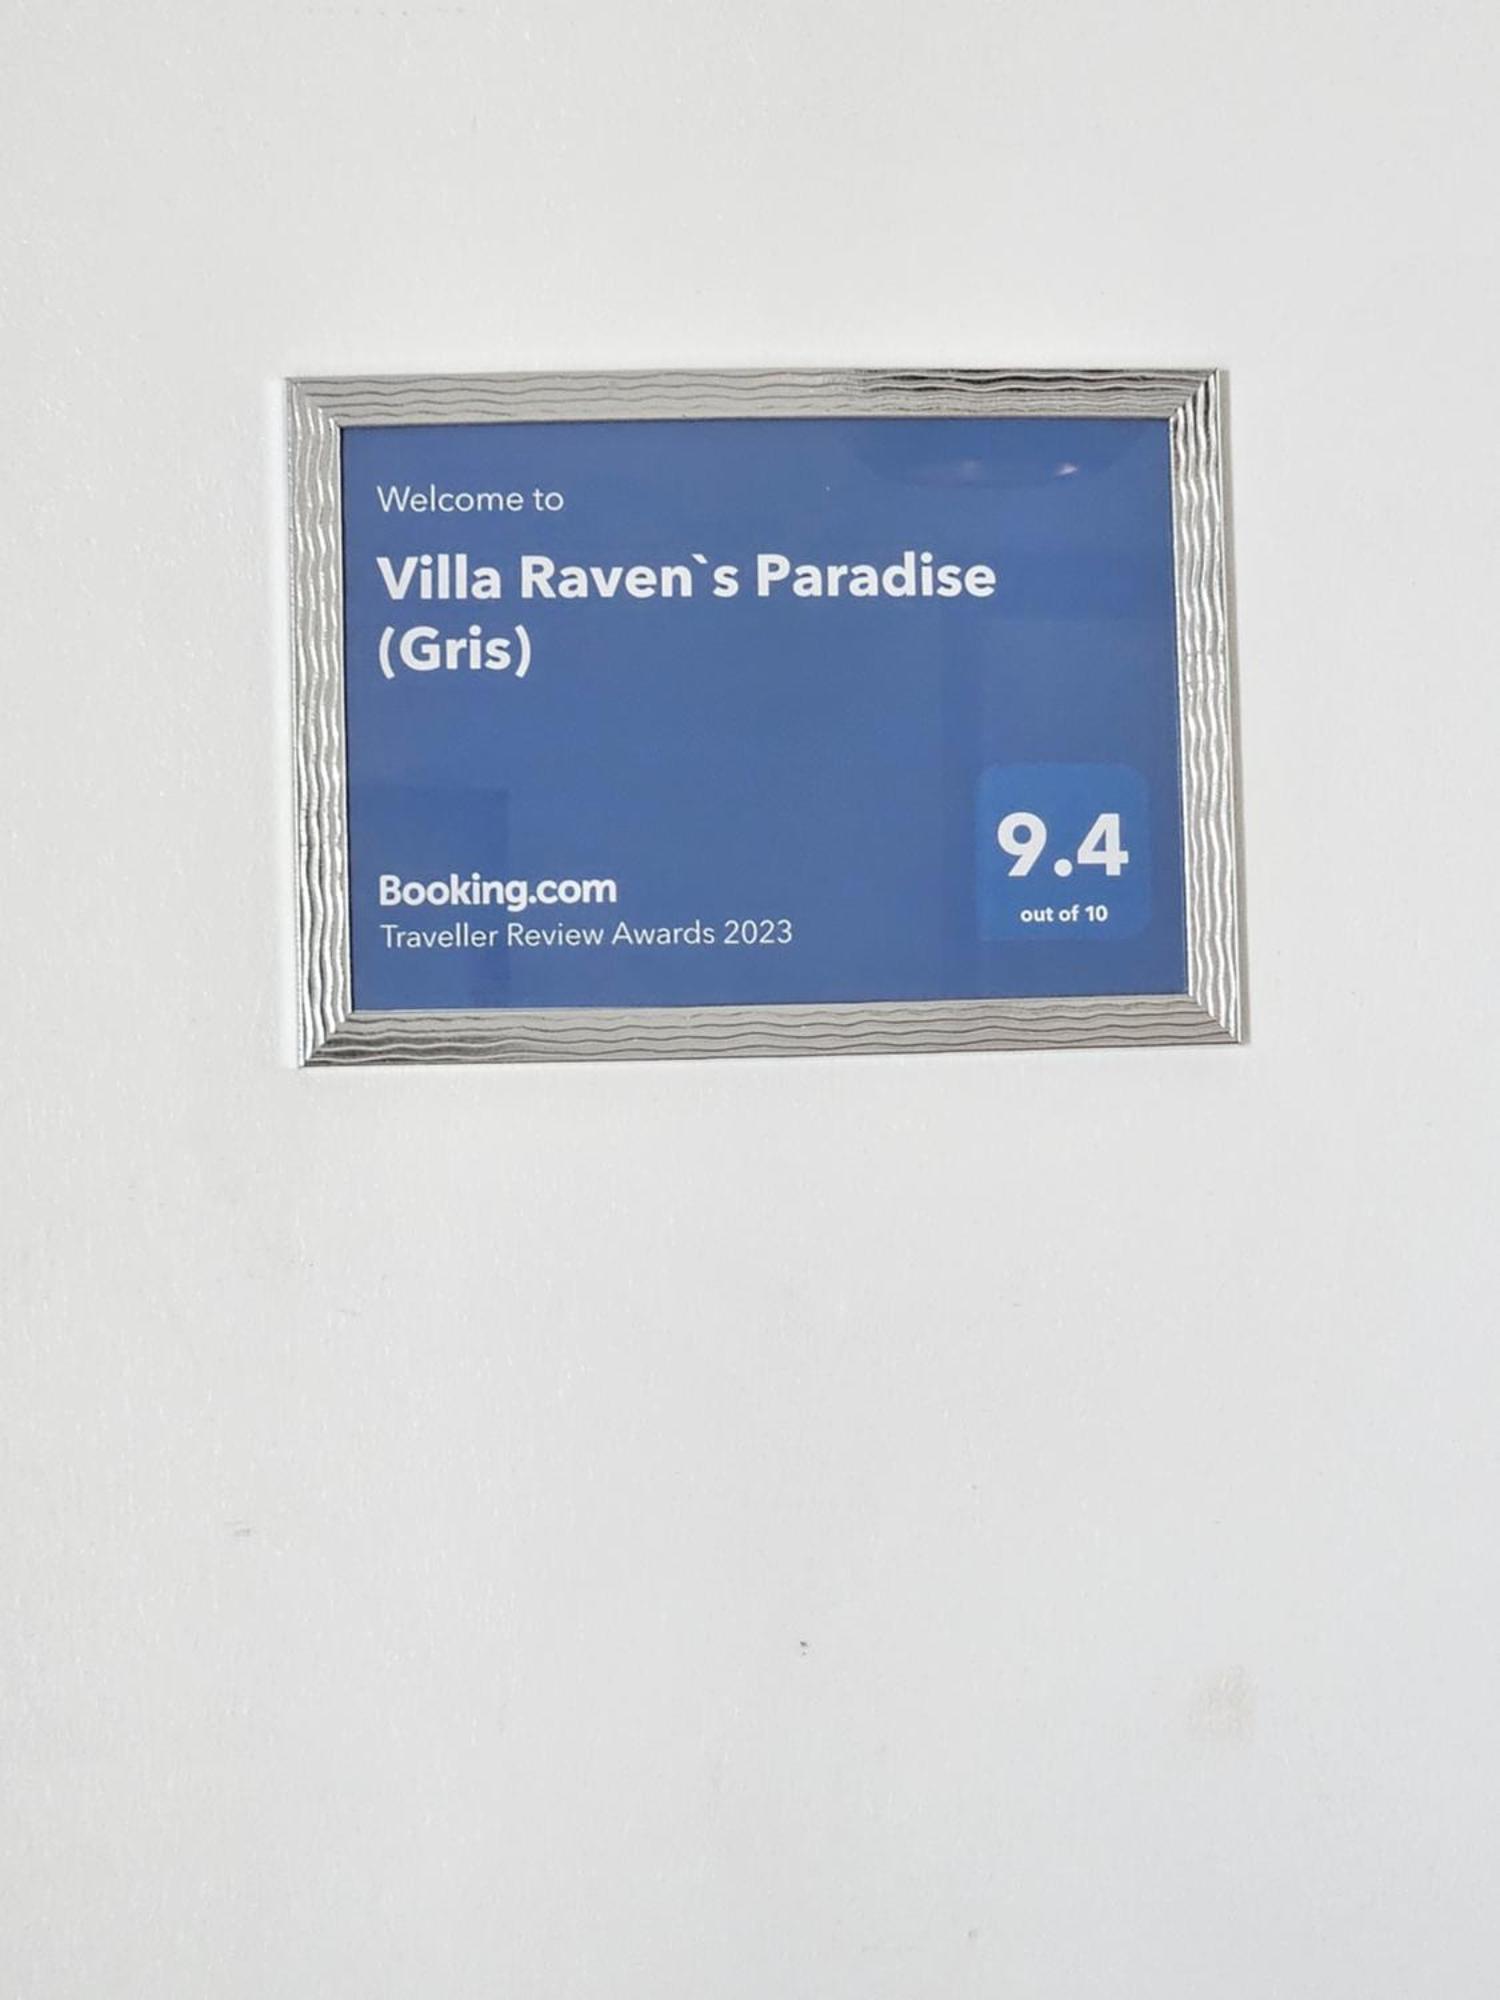 Welcome to
Villa Raven`s Paradise
(Gris)
Booking.com
Traveller Review Awards 2023
9.4
out of 10